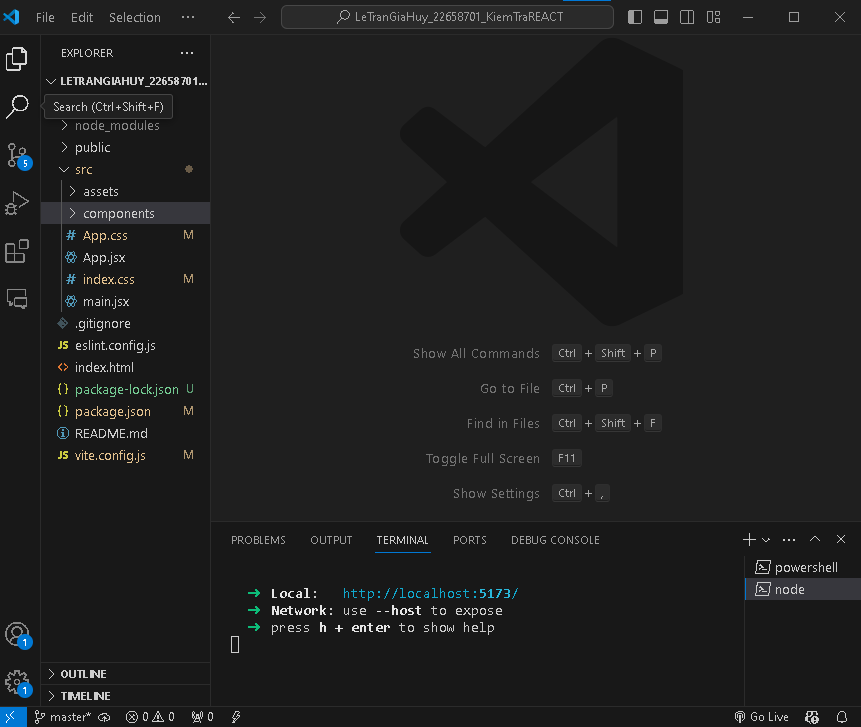 File Edit Selection ··· LeTranGiaHuy_22658701_KiemTraREACT
EXPLORER ···
LETRANGIAHUY_22658701...
Search (Ctrl+Shift+F)
node_modules
public
src
assets
components
# App.css M
App.jsx
# index.css M
main.jsx
.gitignore
JS eslint.config.js
<> index.html
{} package-lock.json U
{} package.json M
README.md
JS vite.config.js M
OUTLINE
TIMELINE
5
1
1
Show All Commands Ctrl + Shift + P
Go to File Ctrl + P
Find in Files Ctrl + Shift + F
Toggle Full Screen F11
Show Settings Ctrl + ,
PROBLEMS OUTPUT TERMINAL PORTS DEBUG CONSOLE
➜ Local: http://localhost:5173/
➜ Network: use --host to expose
➜ press h + enter to show help
powershell
node
master* 0 0 0 Go Live